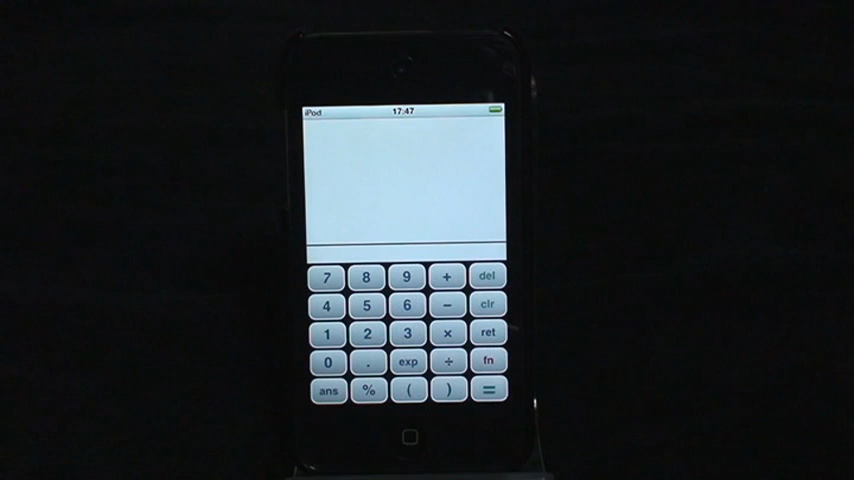 iPod 17:47
7 8 9 + del
4 5 6 − clr
1 2 3 × ret
0 . exp ÷ fn
ans % ( ) =